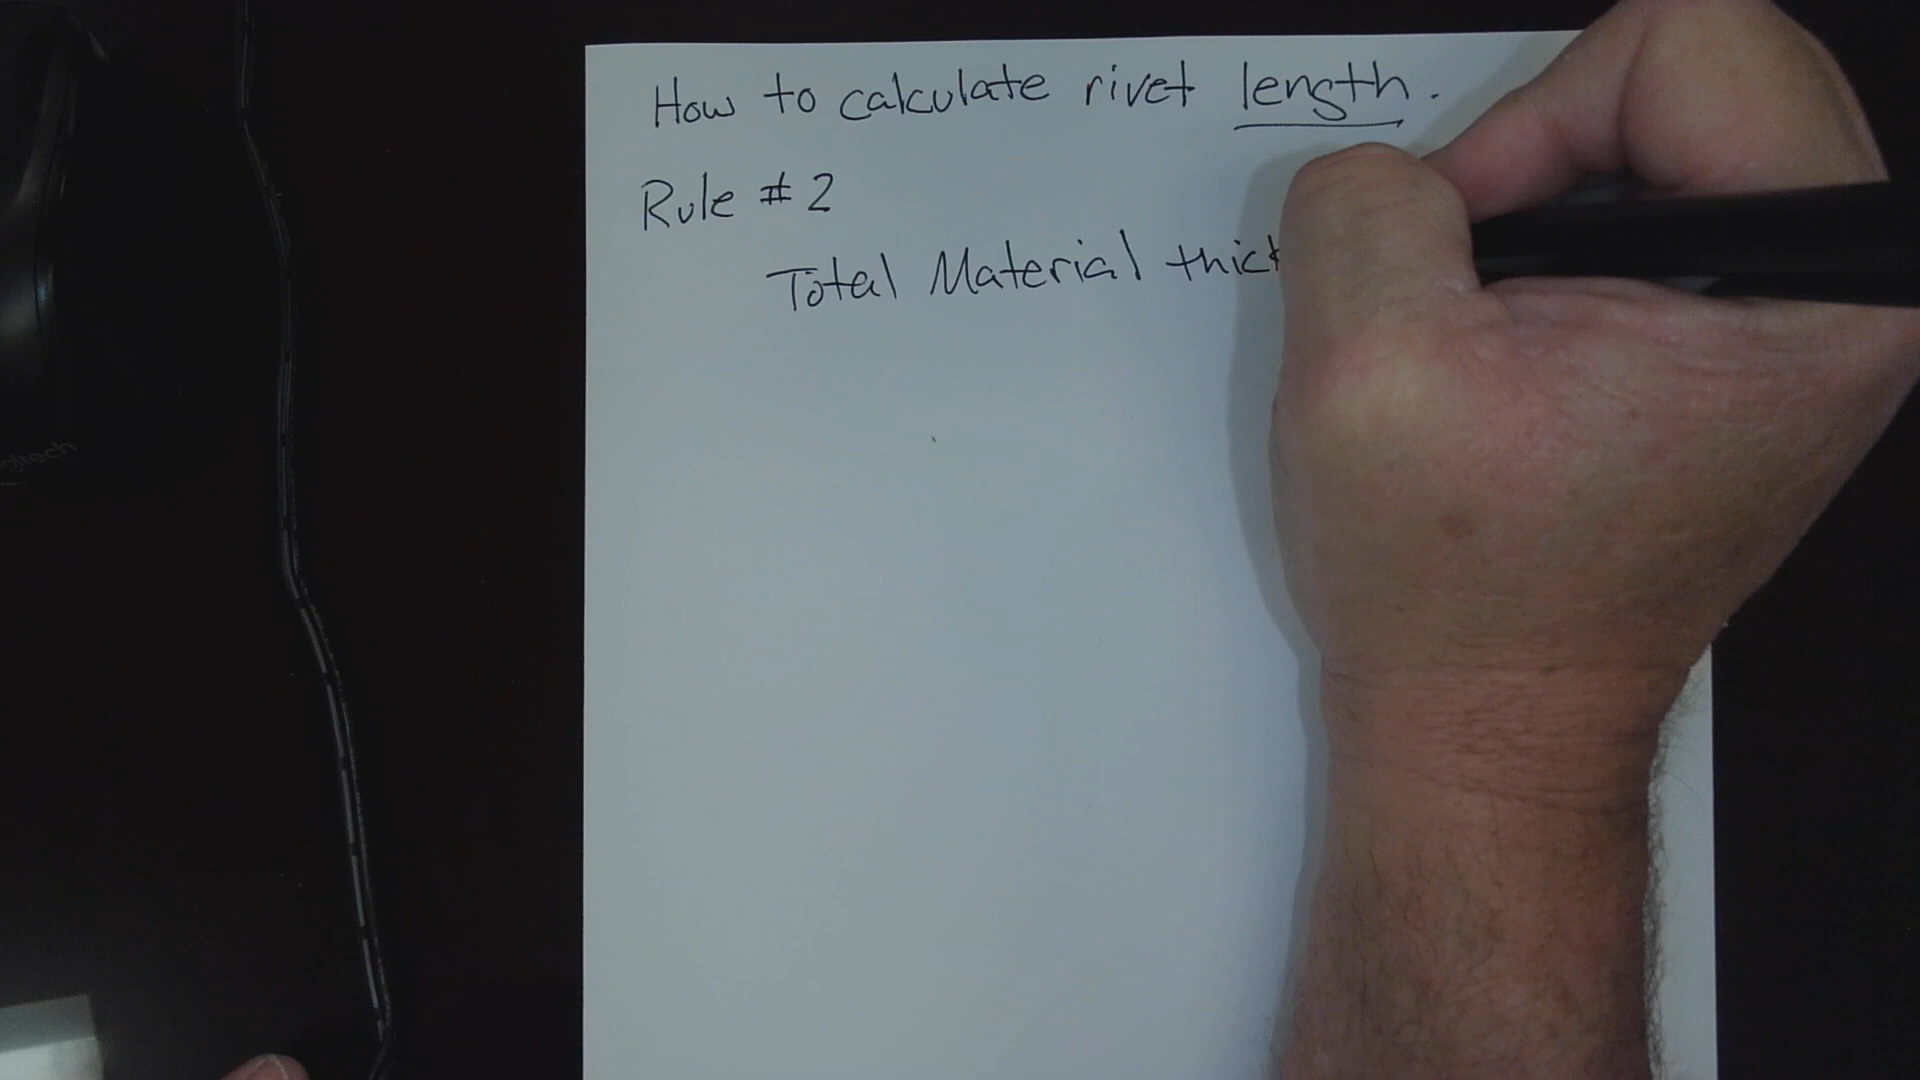 How to calculate rivet length.
Rule # 2
Total Material thick